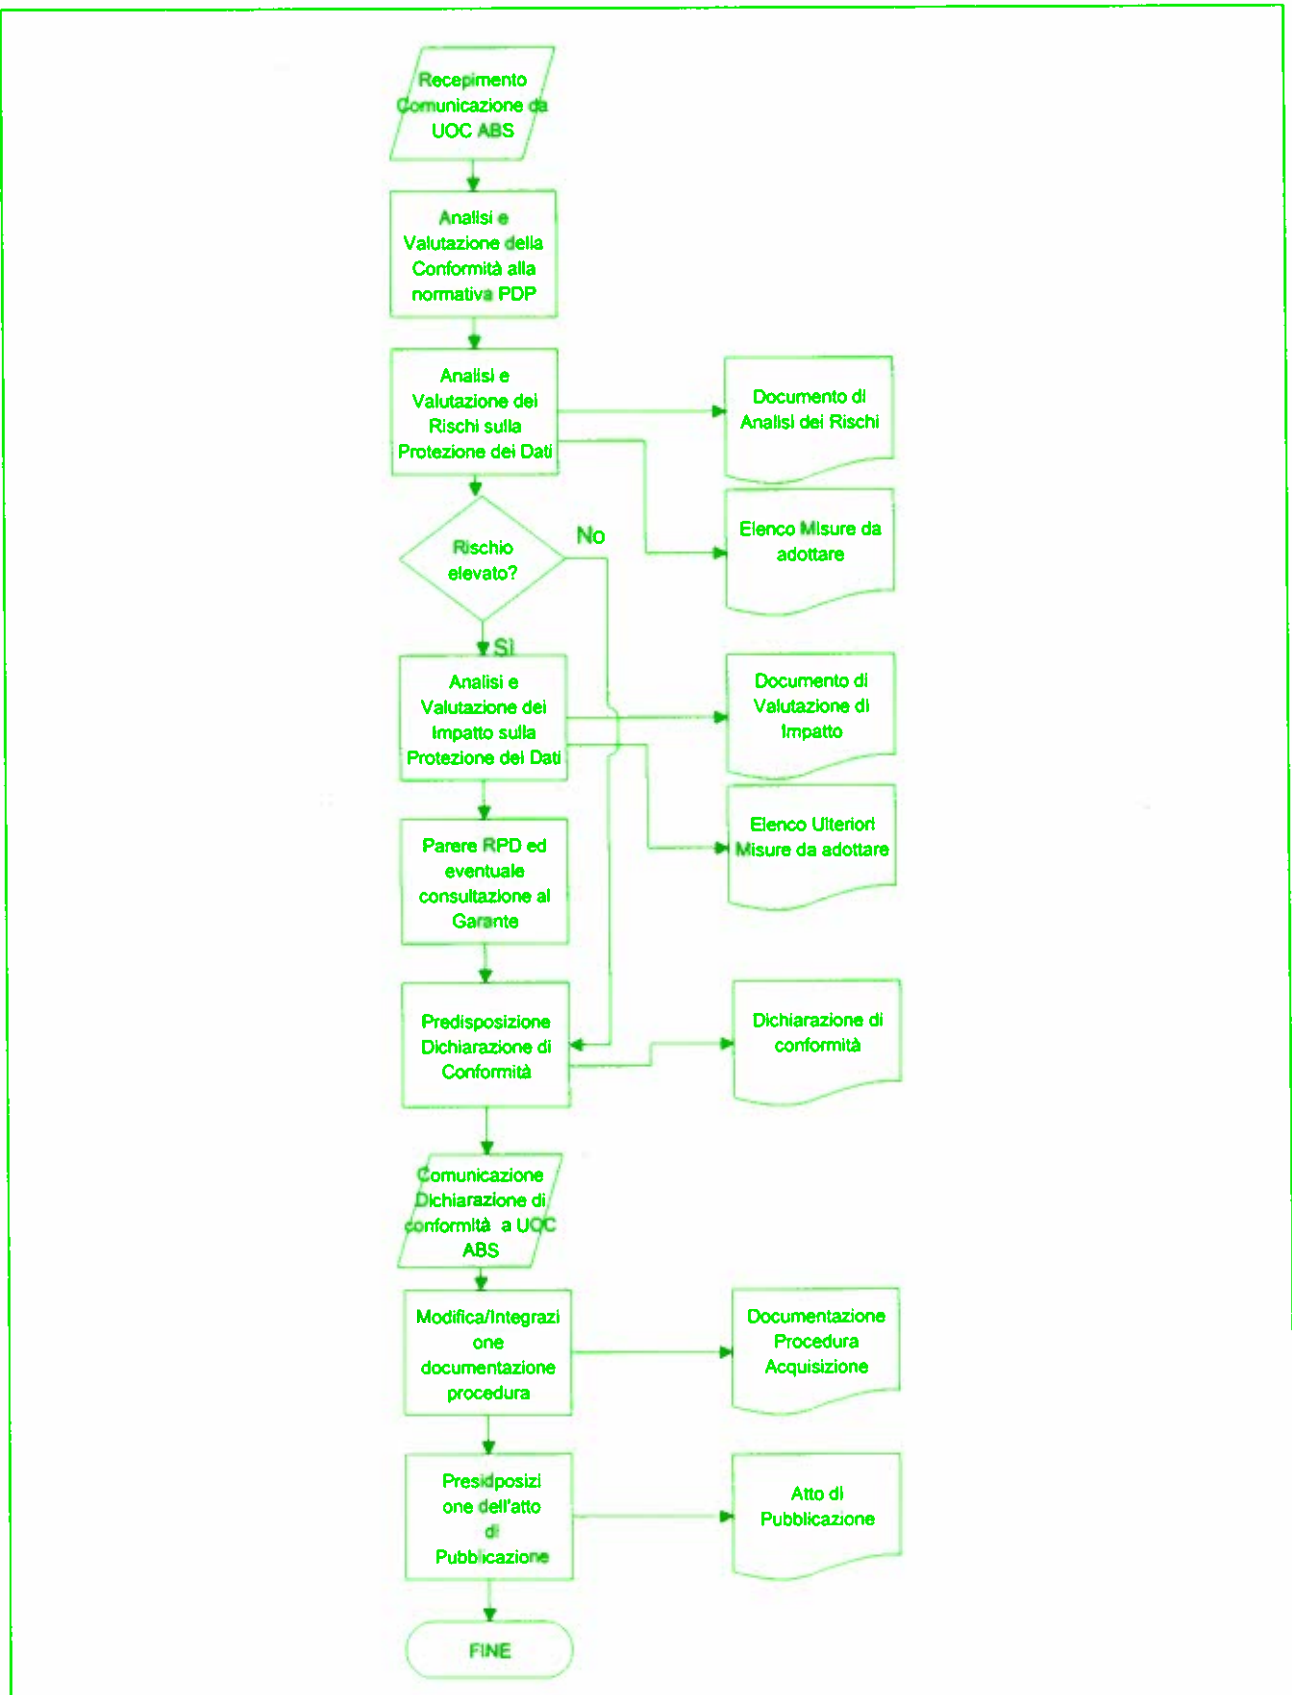 Recepimento
Comunicazione da
UOC ABS
Analisi e
Valutazione della
Conformità alla
normativa PDP
Analisi e
Valutazione dei
Rischi sulla
Protezione dei Dati
Documento di
Analisi dei Rischi
Elenco Misure da
adottare
No
Rischio
elevato?
SI
Analisi e
Valutazione dei
Impatto sulla
Protezione dei Dati
Documento di
Valutazione di
Impatto
Elenco Ulteriori
Misure da adottare
Parere RPD ed
eventuale
consultazione al
Garante
Predisposizione
Dichiarazione di
Conformità
Dichiarazione di
conformità
Comunicazione
Dichiarazione di
conformità a UOC
ABS
Modifica/Integrazi
one
documentazione
procedura
Documentazione
Procedura
Acquisizione
Presidposizi
one dell'atto
di
Pubblicazione
Atto di
Pubblicazione
FINE